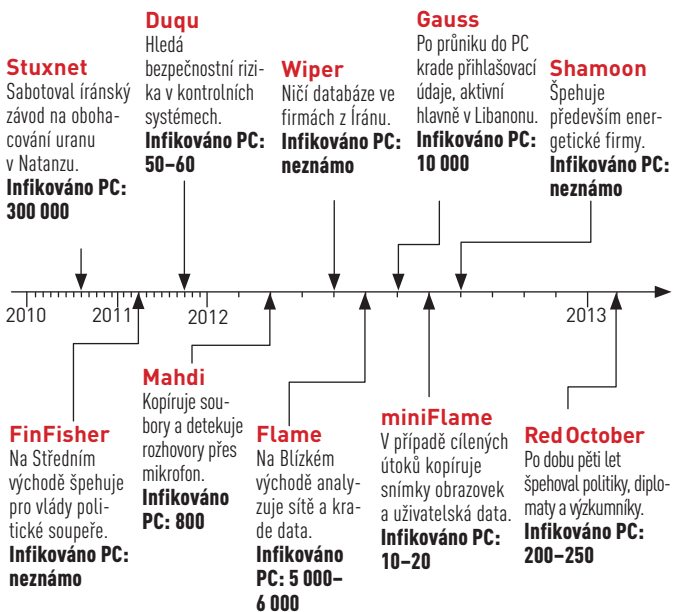 Stuxnet
Sabotoval íránský
závod na oboha-
cování uranu
v Natanzu.
Infikováno PC:
300 000
Duqu
Hledá
bezpečnostní rizi-
ka v kontrolních
systémech.
Infikováno PC:
50–60
Wiper
Ničí databáze ve
firmách z Íránu.
Infikováno PC:
neznámo
Gauss
Po průniku do PC
krade přihlašovací
údaje, aktivní
hlavně v Libanonu.
Infikováno PC:
10 000
Shamoon
Špehuje
především ener-
getické firmy.
Infikováno PC:
neznámo
2010 2011 2012 2013
FinFisher
Na Středním
východě špehuje
pro vlády poli-
tické soupeře.
Infikováno PC:
neznámo
Mahdi
Kopíruje sou-
bory a detekuje
rozhovory přes
mikrofon.
Infikováno
PC: 800
Flame
Na Blízkém
východě analy-
zuje sítě a kra-
de data.
Infikováno
PC: 5 000–
6 000
miniFlame
V případě cílených
útoků kopíruje
snímky obrazovek
a uživatelská data.
Infikováno PC:
10–20
Red October
Po dobu pěti let
špehoval politiky, diplo-
maty a výzkumníky.
Infikováno PC:
200–250